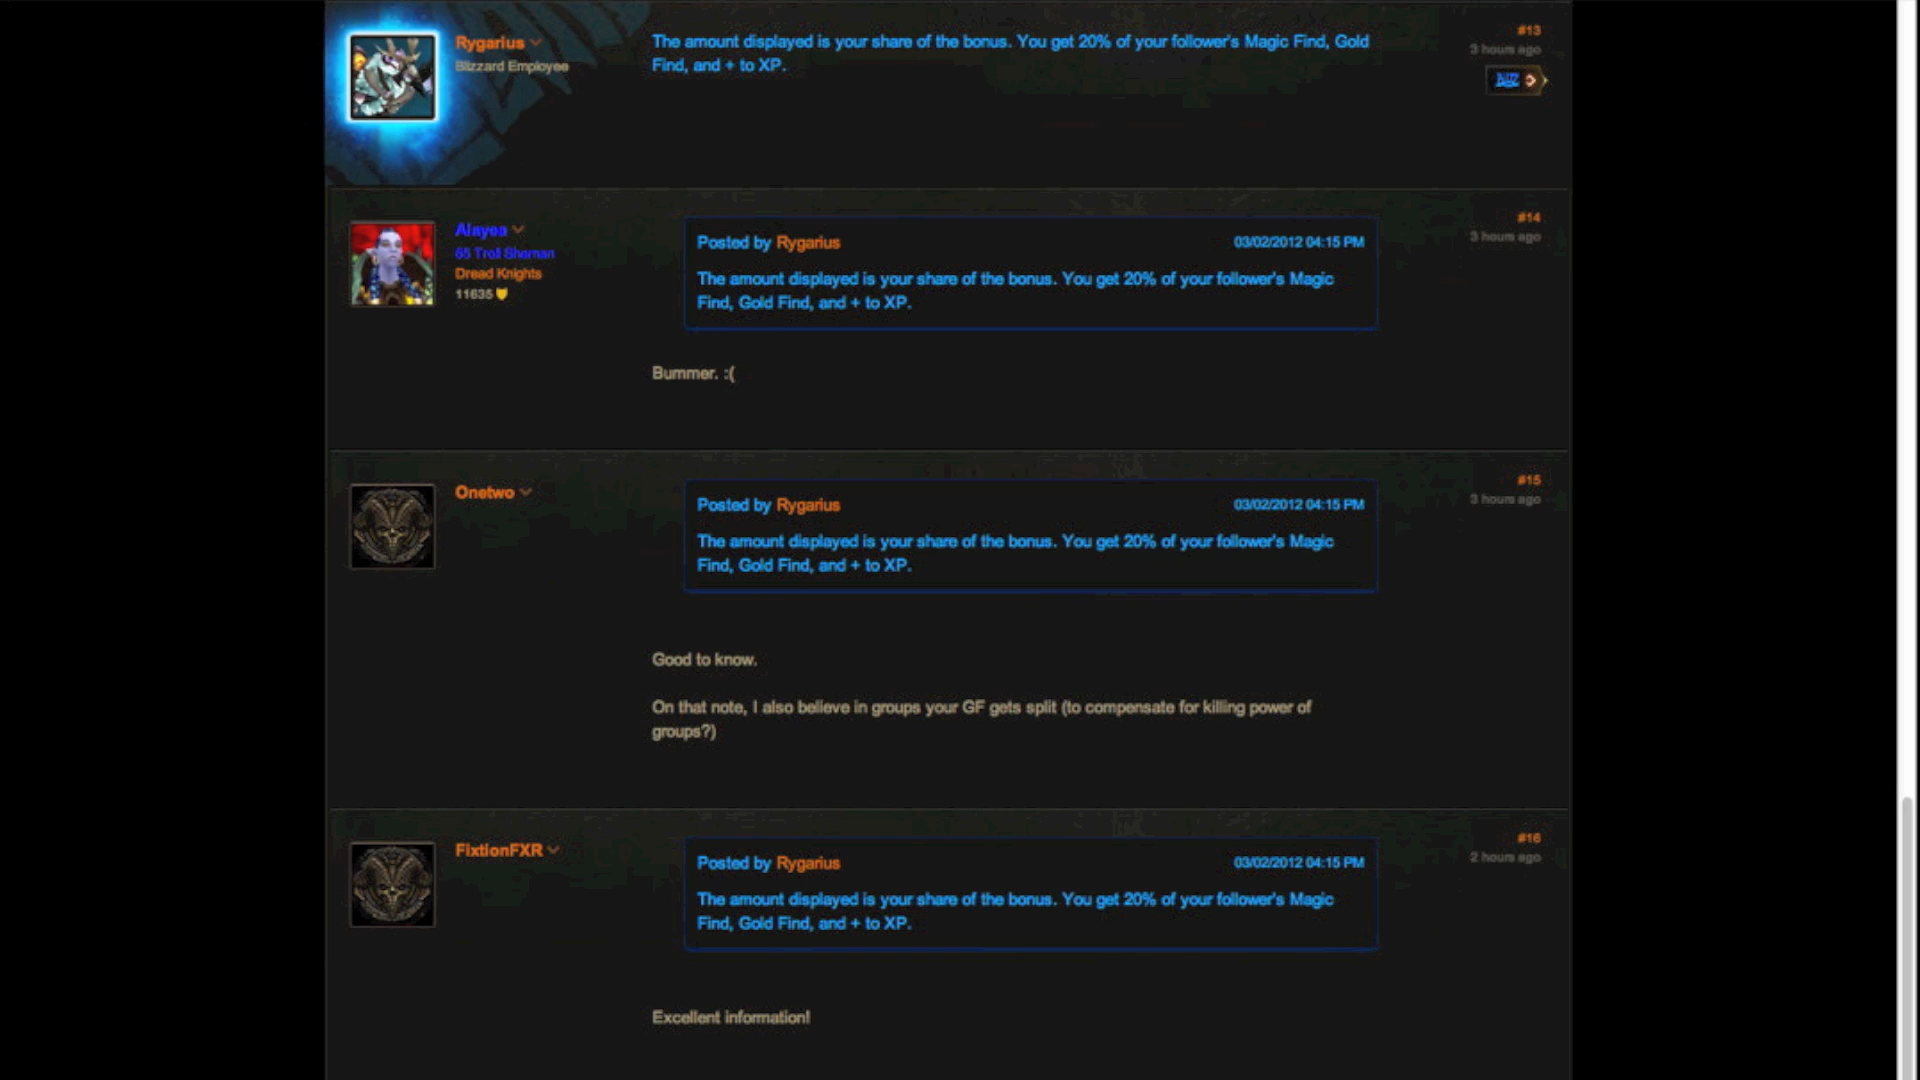 Rygarius
Blizzard Employee
The amount displayed is your share of the bonus. You get 20% of your follower's Magic Find, Gold
Find, and + to XP.
#13
3 hours ago
BLIZ
Alayea
85 Troll Shaman
Dread Knights
11635
Posted by Rygarius
03/02/2012 04:15 PM
The amount displayed is your share of the bonus. You get 20% of your follower's Magic
Find, Gold Find, and + to XP.
Bummer. :(
#14
3 hours ago
Onetwo
Posted by Rygarius
03/02/2012 04:15 PM
The amount displayed is your share of the bonus. You get 20% of your follower's Magic
Find, Gold Find, and + to XP.
Good to know.
On that note, I also believe in groups your GF gets split (to compensate for killing power of
groups?)
#15
3 hours ago
FixtionFXR
Posted by Rygarius
03/02/2012 04:15 PM
The amount displayed is your share of the bonus. You get 20% of your follower's Magic
Find, Gold Find, and + to XP.
Excellent information!
#16
2 hours ago